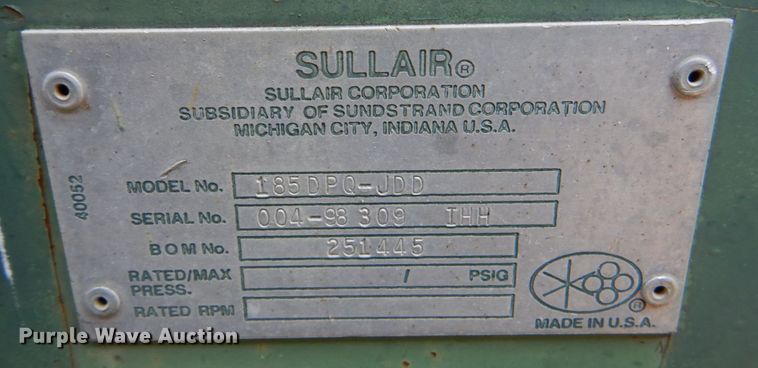 SULLAIR®
SULLAIR CORPORATION
SUBSIDIARY OF SUNDSTRAND CORPORATION
MICHIGAN CITY, INDIANA U.S.A.
40052
MODEL No. 185DPQ-JDD
SERIAL No. 004-98309 IHH
BOM No. 251445
RATED/MAX PRESS. / PSIG
RATED RPM
®
MADE IN U.S.A.
Purple Wave Auction